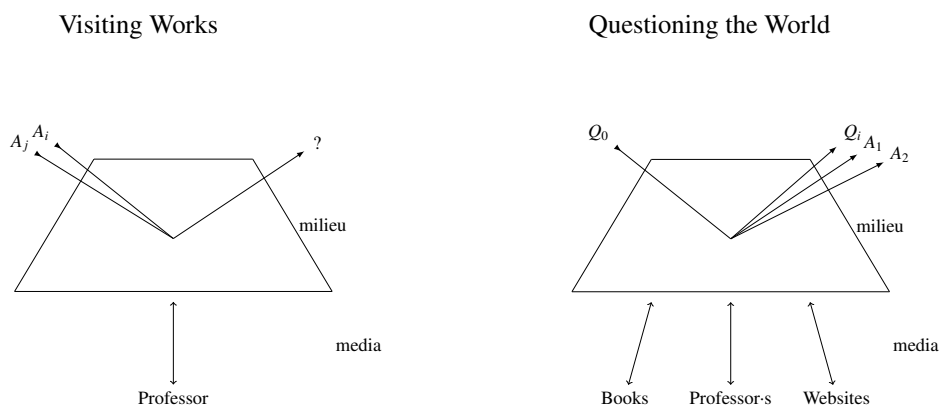 Visiting Works
A_j A_i
?
milieu
media
Professor
Questioning the World
Q_0
Q_i
A_1
A_2
milieu
media
Books
Professor·s
Websites